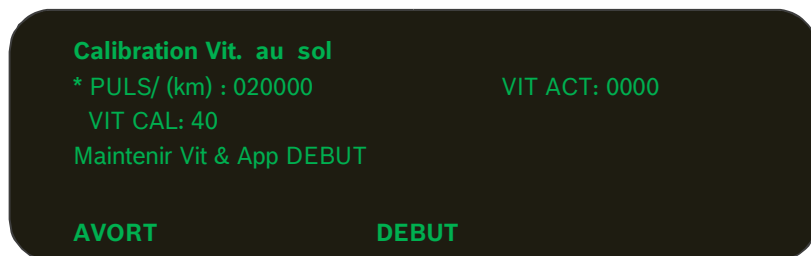 Calibration Vit. au sol
* PULS/ (km) : 020000 VIT ACT: 0000
VIT CAL: 40
Maintenir Vit & App DEBUT
AVORT DEBUT